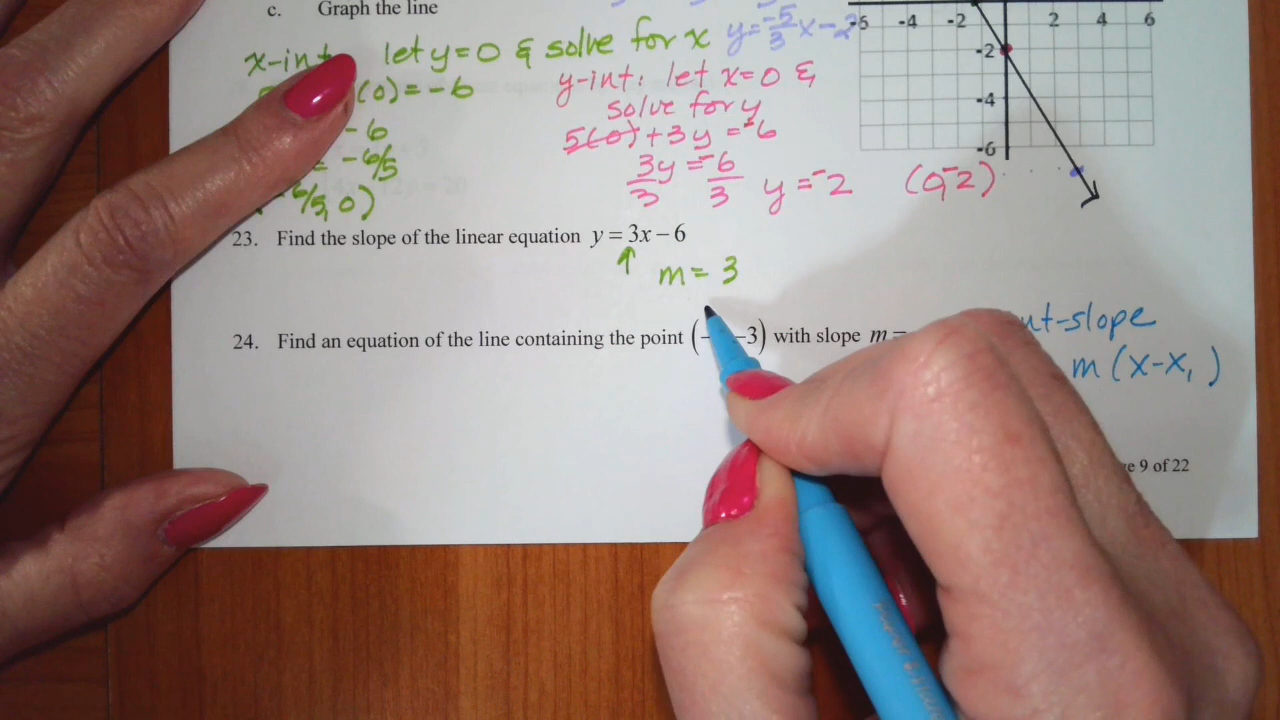 c. Graph the line
x-int let y=0 & solve for x y=-5/3x-2
(0)=-6
-6
= -6/5
-6/5, 0)
y-int: let x=0 &
solve for y
5(0)+3y=-6
3y/3 = -6/3 y=-2 (0,-2)
-6 -4 -2 2 4 6
-2
-4
-6
23. Find the slope of the linear equation y = 3x − 6
m = 3
24. Find an equation of the line containing the point (− −3) with slope m =
-slope
m(x-x₁)
9 of 22